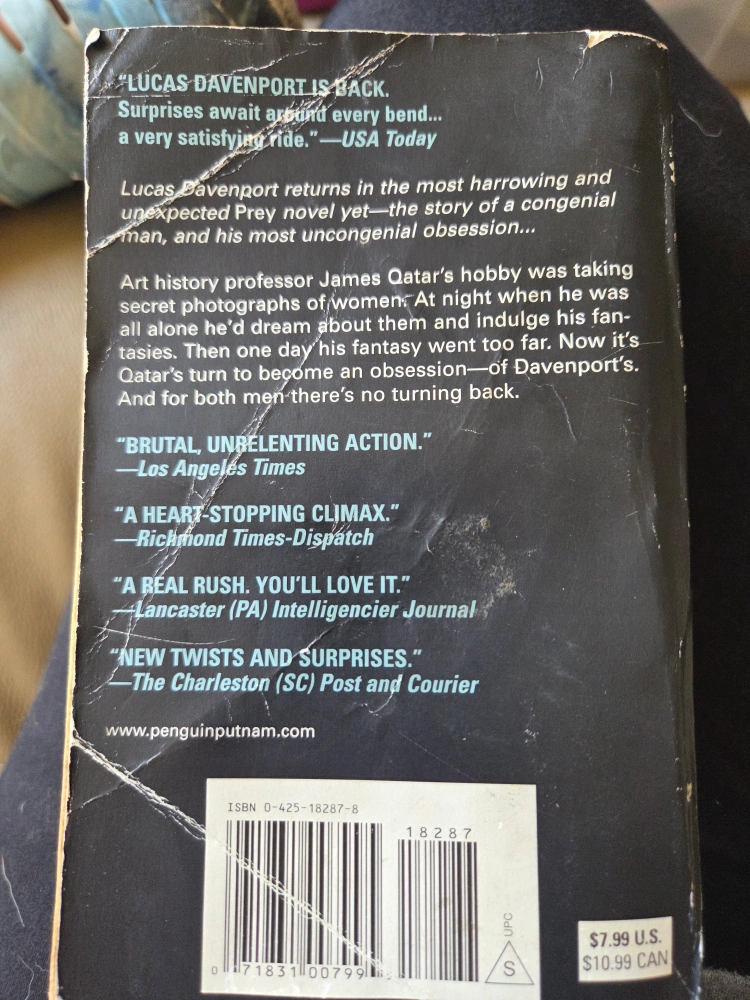 “LUCAS DAVENPORT IS BACK.
Surprises await around every bend...
a very satisfying ride.” —USA Today
Lucas Davenport returns in the most harrowing and
unexpected Prey novel yet—the story of a congenial
man, and his most uncongenial obsession...
Art history professor James Qatar’s hobby was taking
secret photographs of women. At night when he was
all alone he’d dream about them and indulge his fan-
tasies. Then one day his fantasy went too far. Now it’s
Qatar’s turn to become an obsession—of Davenport’s.
And for both men there’s no turning back.
“BRUTAL, UNRELENTING ACTION.”
—Los Angeles Times
“A HEART-STOPPING CLIMAX.”
—Richmond Times-Dispatch
“A REAL RUSH. YOU’LL LOVE IT.”
—Lancaster (PA) Intelligencier Journal
“NEW TWISTS AND SURPRISES.”
—The Charleston (SC) Post and Courier
www.penguinputnam.com
ISBN 0-425-18287-8
18287
0 71831 00799
UPC
S
$7.99 U.S.
$10.99 CAN